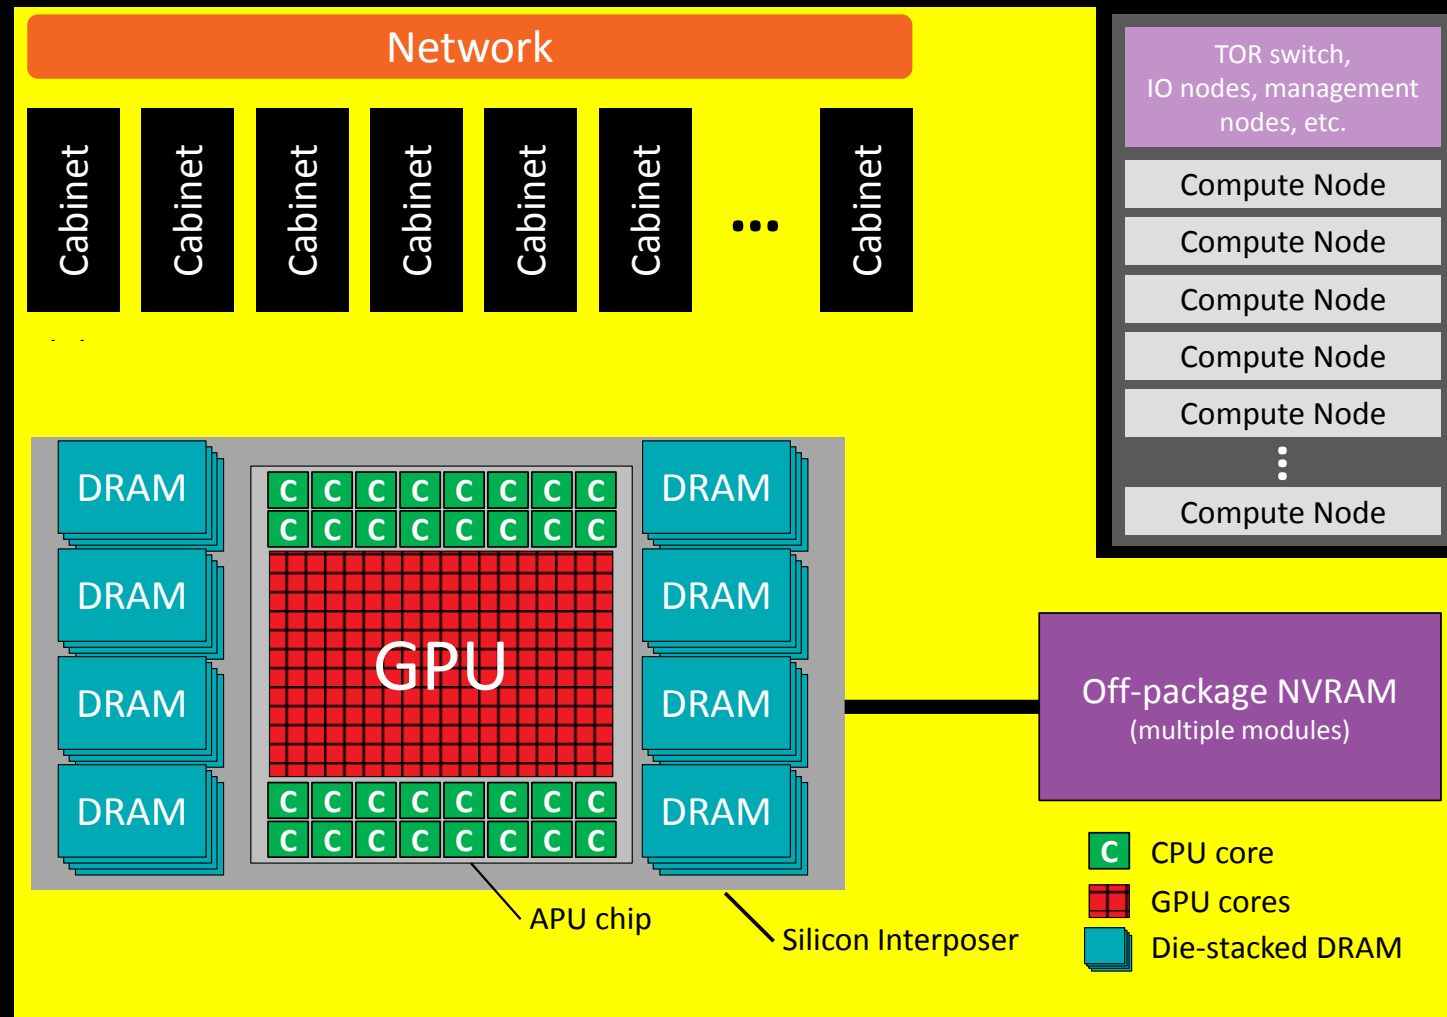 Network
Cabinet Cabinet Cabinet Cabinet Cabinet Cabinet ... Cabinet
TOR switch,
IO nodes, management
nodes, etc.
Compute Node
Compute Node
Compute Node
Compute Node
Compute Node
Compute Node
DRAM DRAM
DRAM DRAM
DRAM DRAM
DRAM DRAM
C C C C C C C C
C C C C C C C C
GPU
C C C C C C C C
C C C C C C C C
APU chip
Silicon Interposer
Off-package NVRAM
(multiple modules)
C CPU core
GPU cores
Die-stacked DRAM